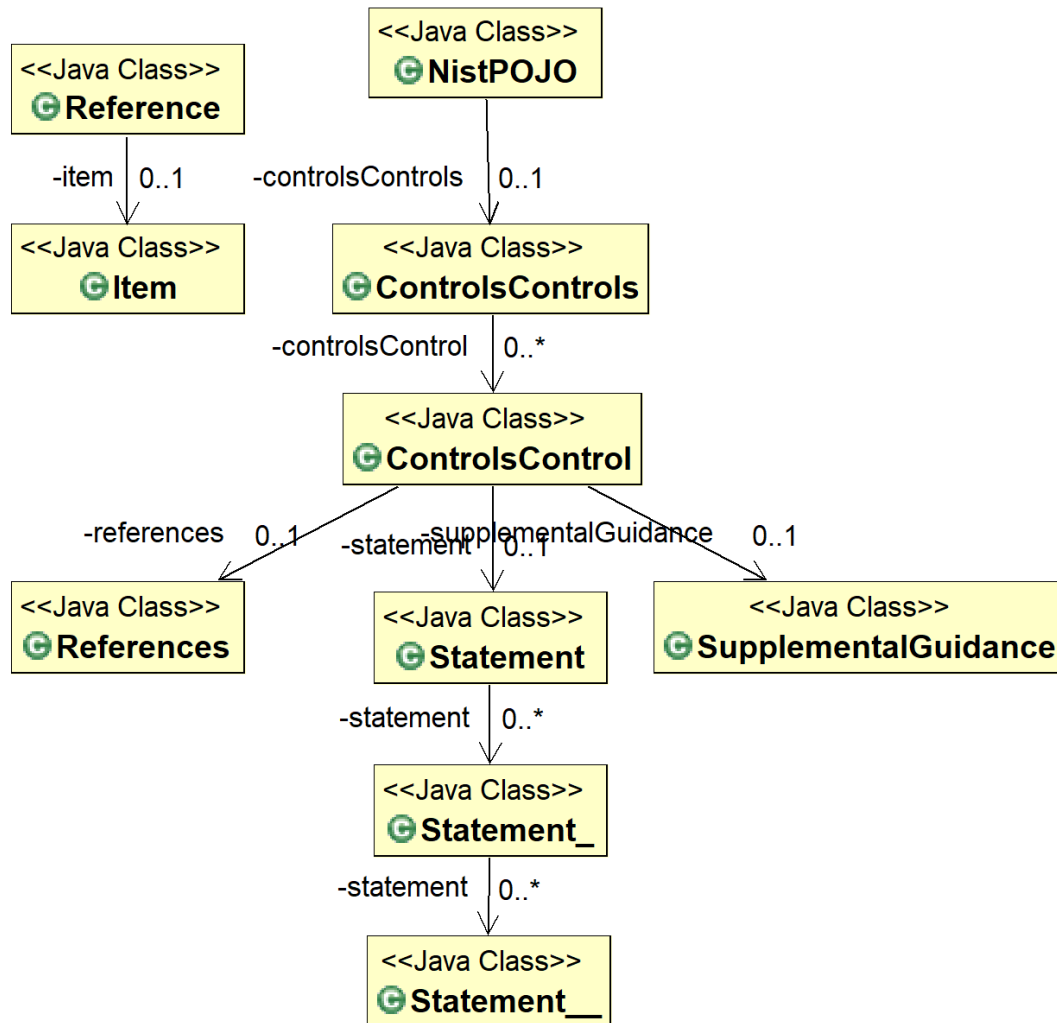 <<Java Class>>
C Reference
<<Java Class>>
C NistPOJO
-item 0..1
-controlsControls 0..1
<<Java Class>>
C Item
<<Java Class>>
C ControlsControls
-controlsControl 0..*
<<Java Class>>
C ControlsControl
-references 0..1
-statement 0..1
-supplementalGuidance 0..1
<<Java Class>>
C References
<<Java Class>>
C Statement
<<Java Class>>
C SupplementalGuidance
-statement 0..*
<<Java Class>>
C Statement_
-statement 0..*
<<Java Class>>
C Statement__